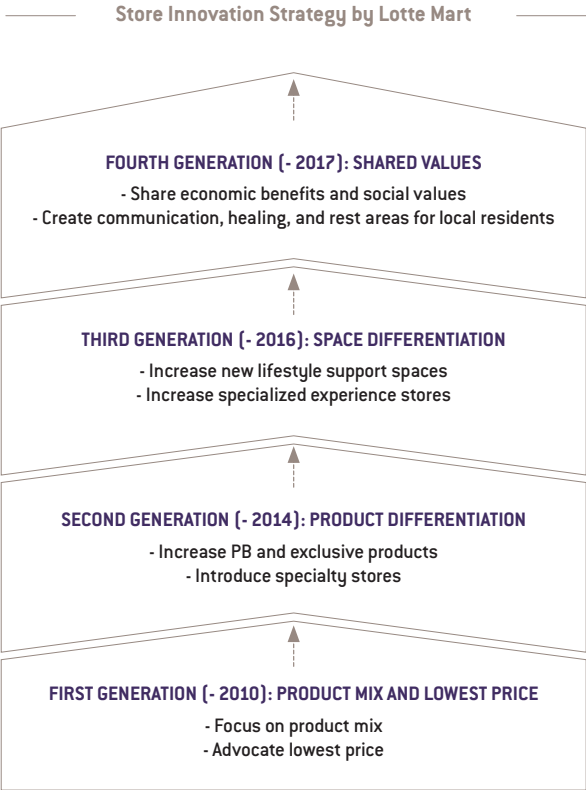 Store Innovation Strategy by Lotte Mart
FOURTH GENERATION (- 2017): SHARED VALUES
- Share economic benefits and social values
- Create communication, healing, and rest areas for local residents
THIRD GENERATION (- 2016): SPACE DIFFERENTIATION
- Increase new lifestyle support spaces
- Increase specialized experience stores
SECOND GENERATION (- 2014): PRODUCT DIFFERENTIATION
- Increase PB and exclusive products
- Introduce specialty stores
FIRST GENERATION (- 2010): PRODUCT MIX AND LOWEST PRICE
- Focus on product mix
- Advocate lowest price